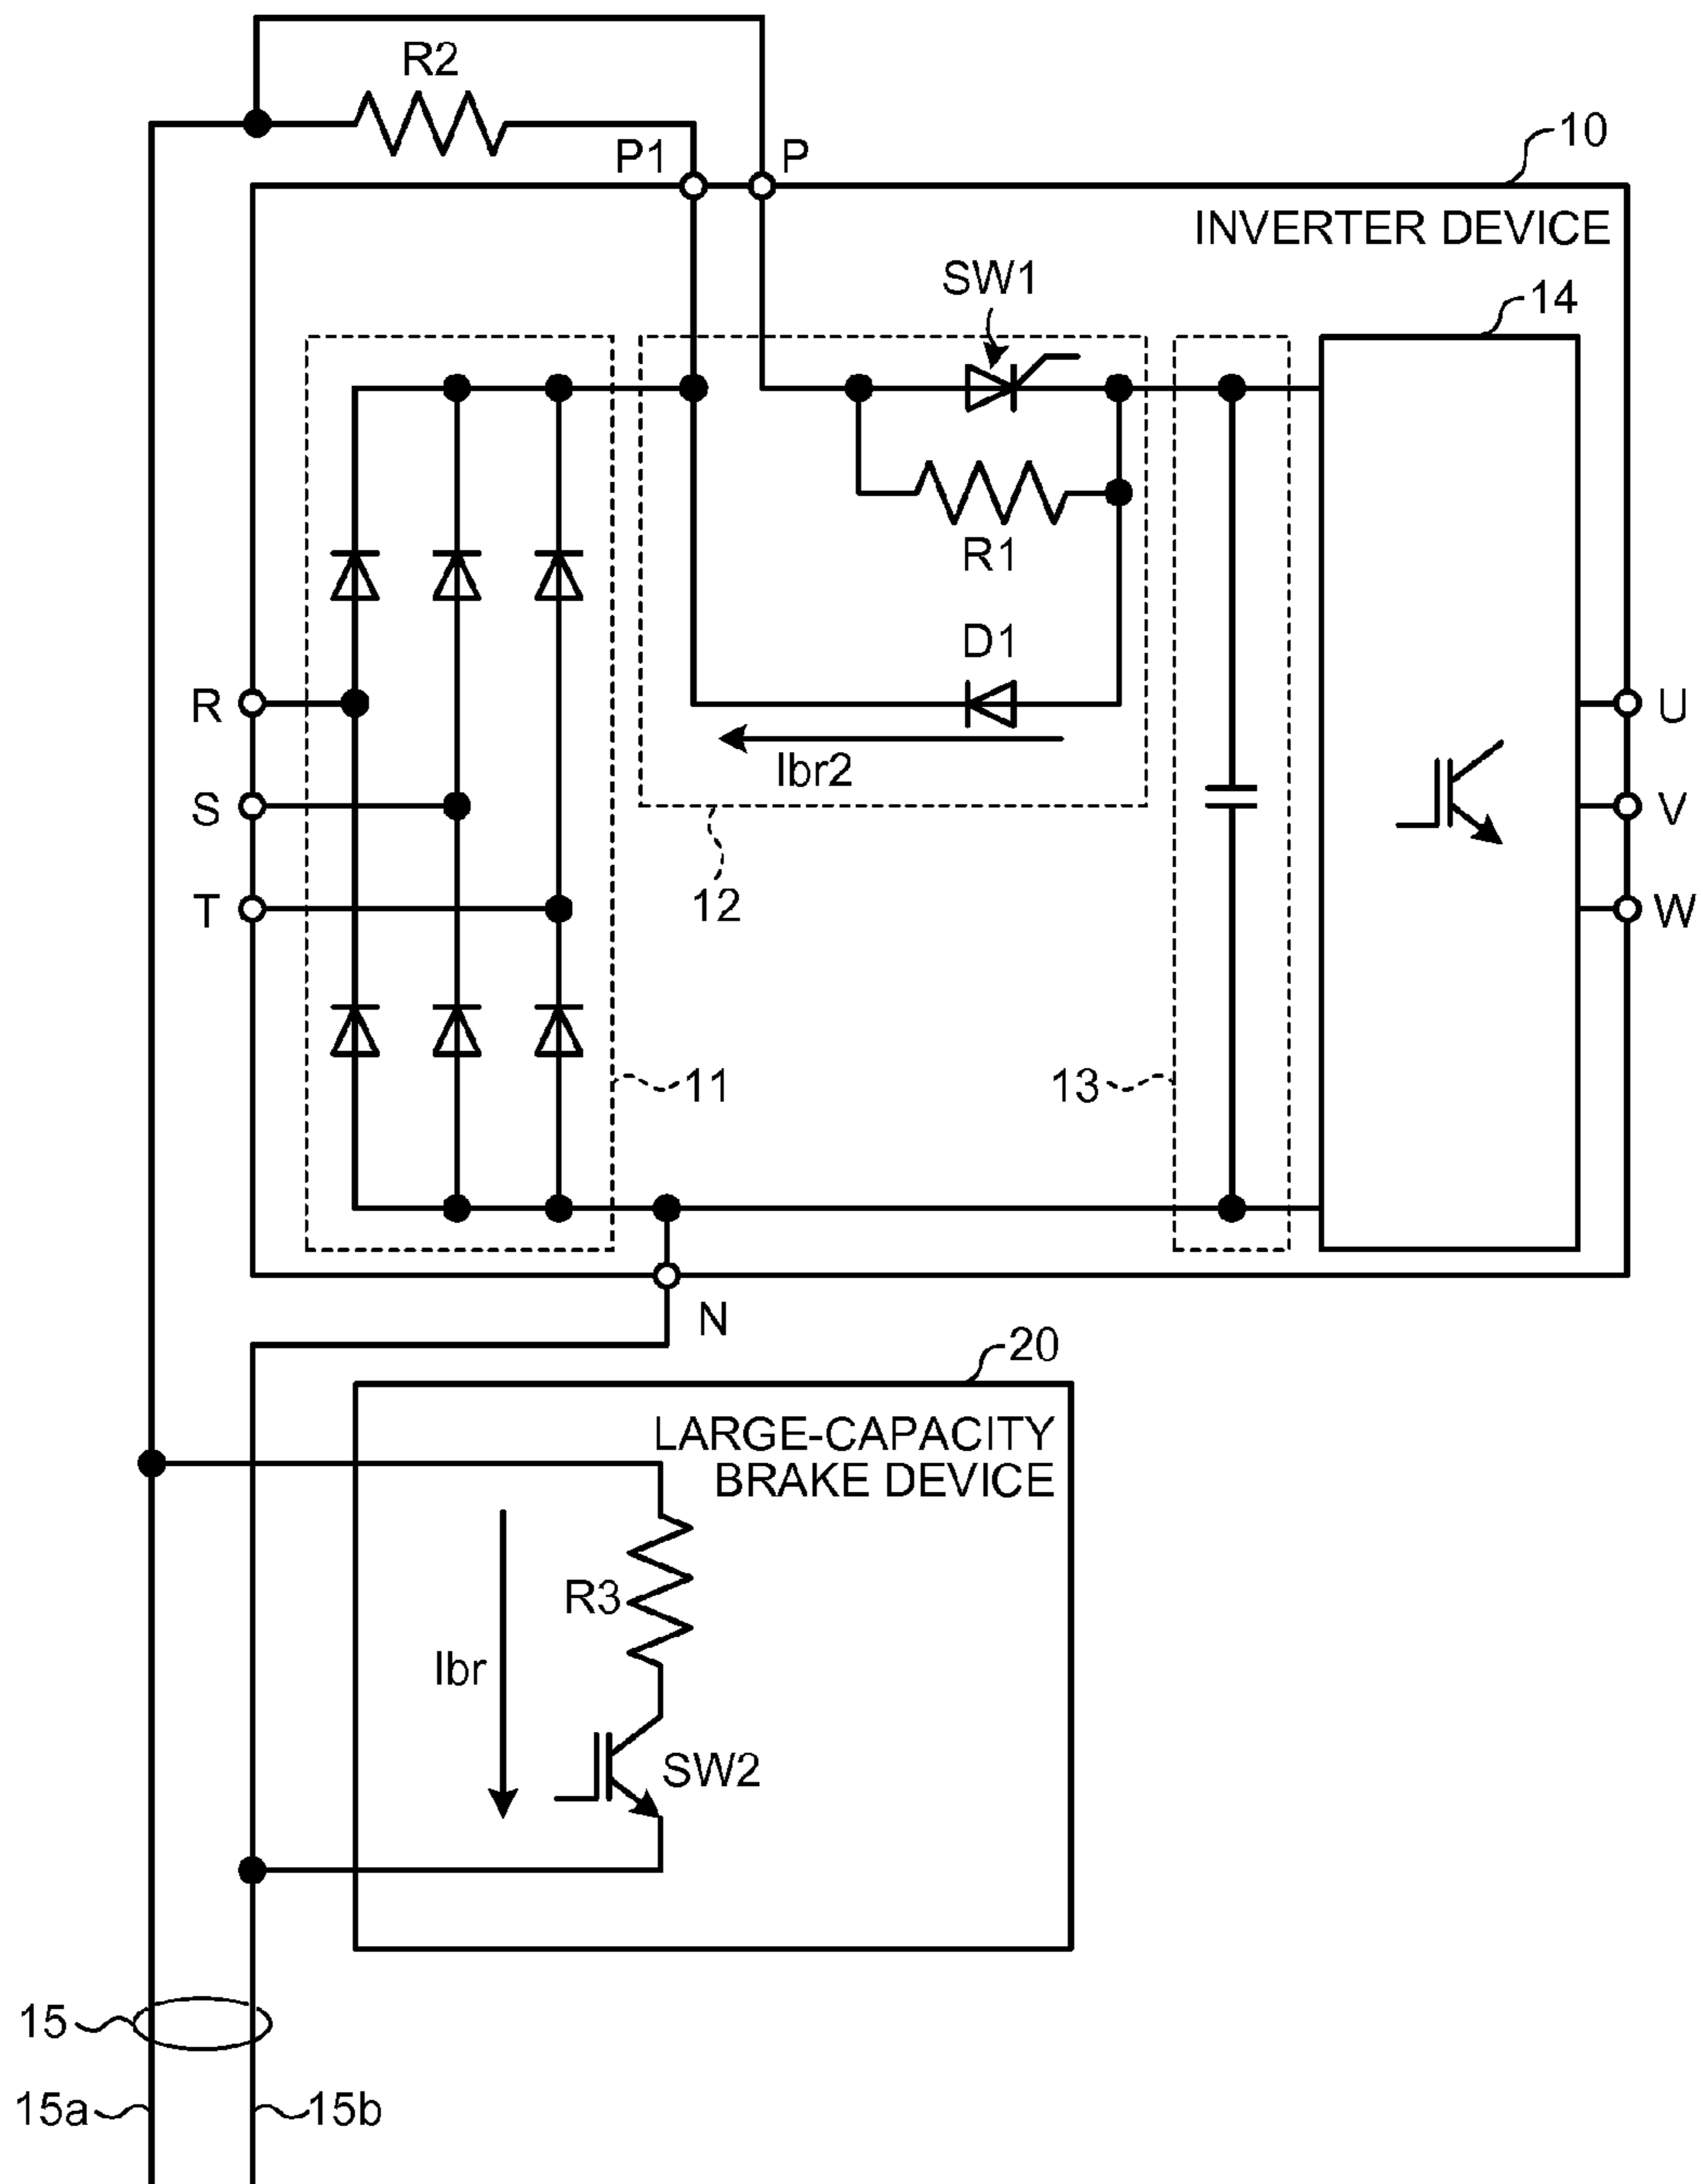 R2
P1
P
10
INVERTER DEVICE
SW1
14
R1
D1
R
U
Ibr2
S
V
12
T
W
11
13
N
20
LARGE-CAPACITY
BRAKE DEVICE
R3
Ibr
SW2
15
15a
15b